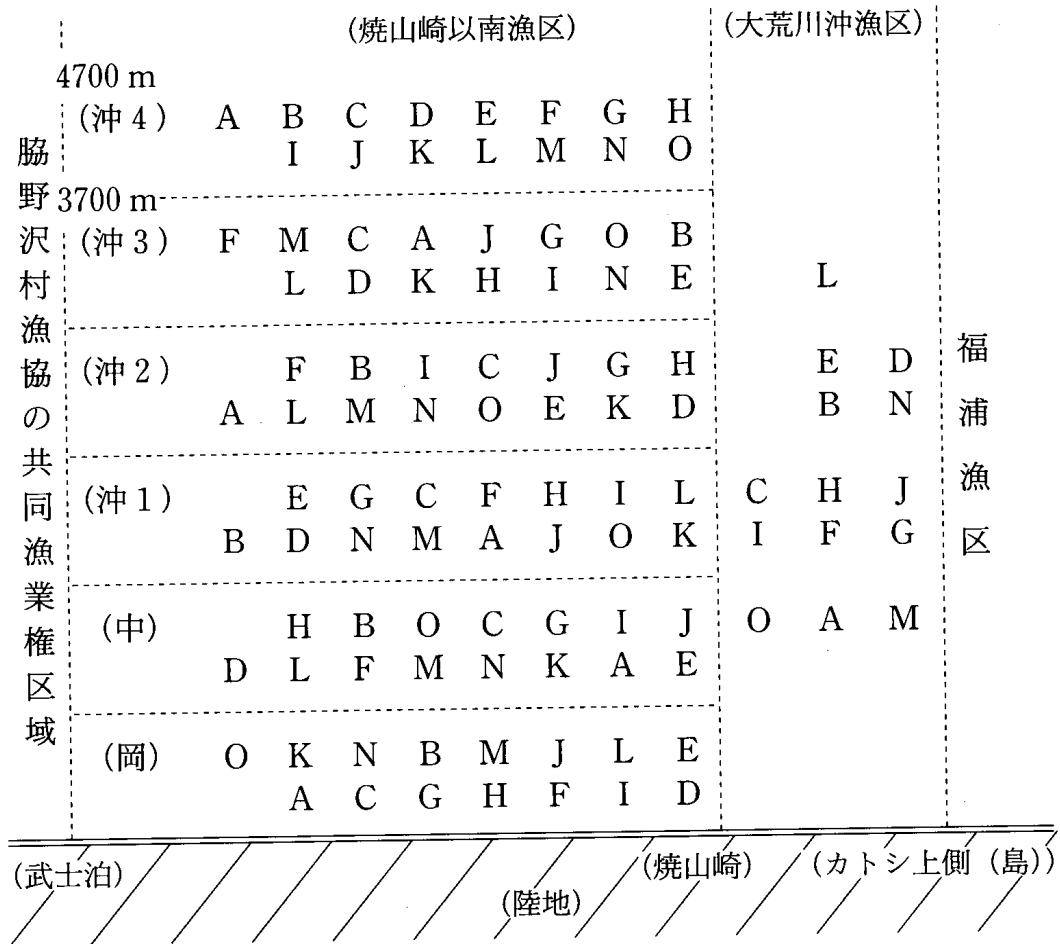 (焼山崎以南漁区) (大荒川沖漁区)
4700 m
(沖4) A B C D E F G H
I J K L M N O
3700 m
(沖3) F M C A J G O B
L D K H I N E L
(沖2) F B I C J G H E D
A L M N O E K D B N
(沖1) E G C F H I L C H J
B D N M A J O K I F G
(中) H B O C G I J O A M
D L F M N K A E
(岡) O K N B M J L E
A C G H F I D
脇野沢村漁協の共同漁業権区域
福浦漁区
(武士泊) (焼山崎) (カトシ上側(島))
(陸地)